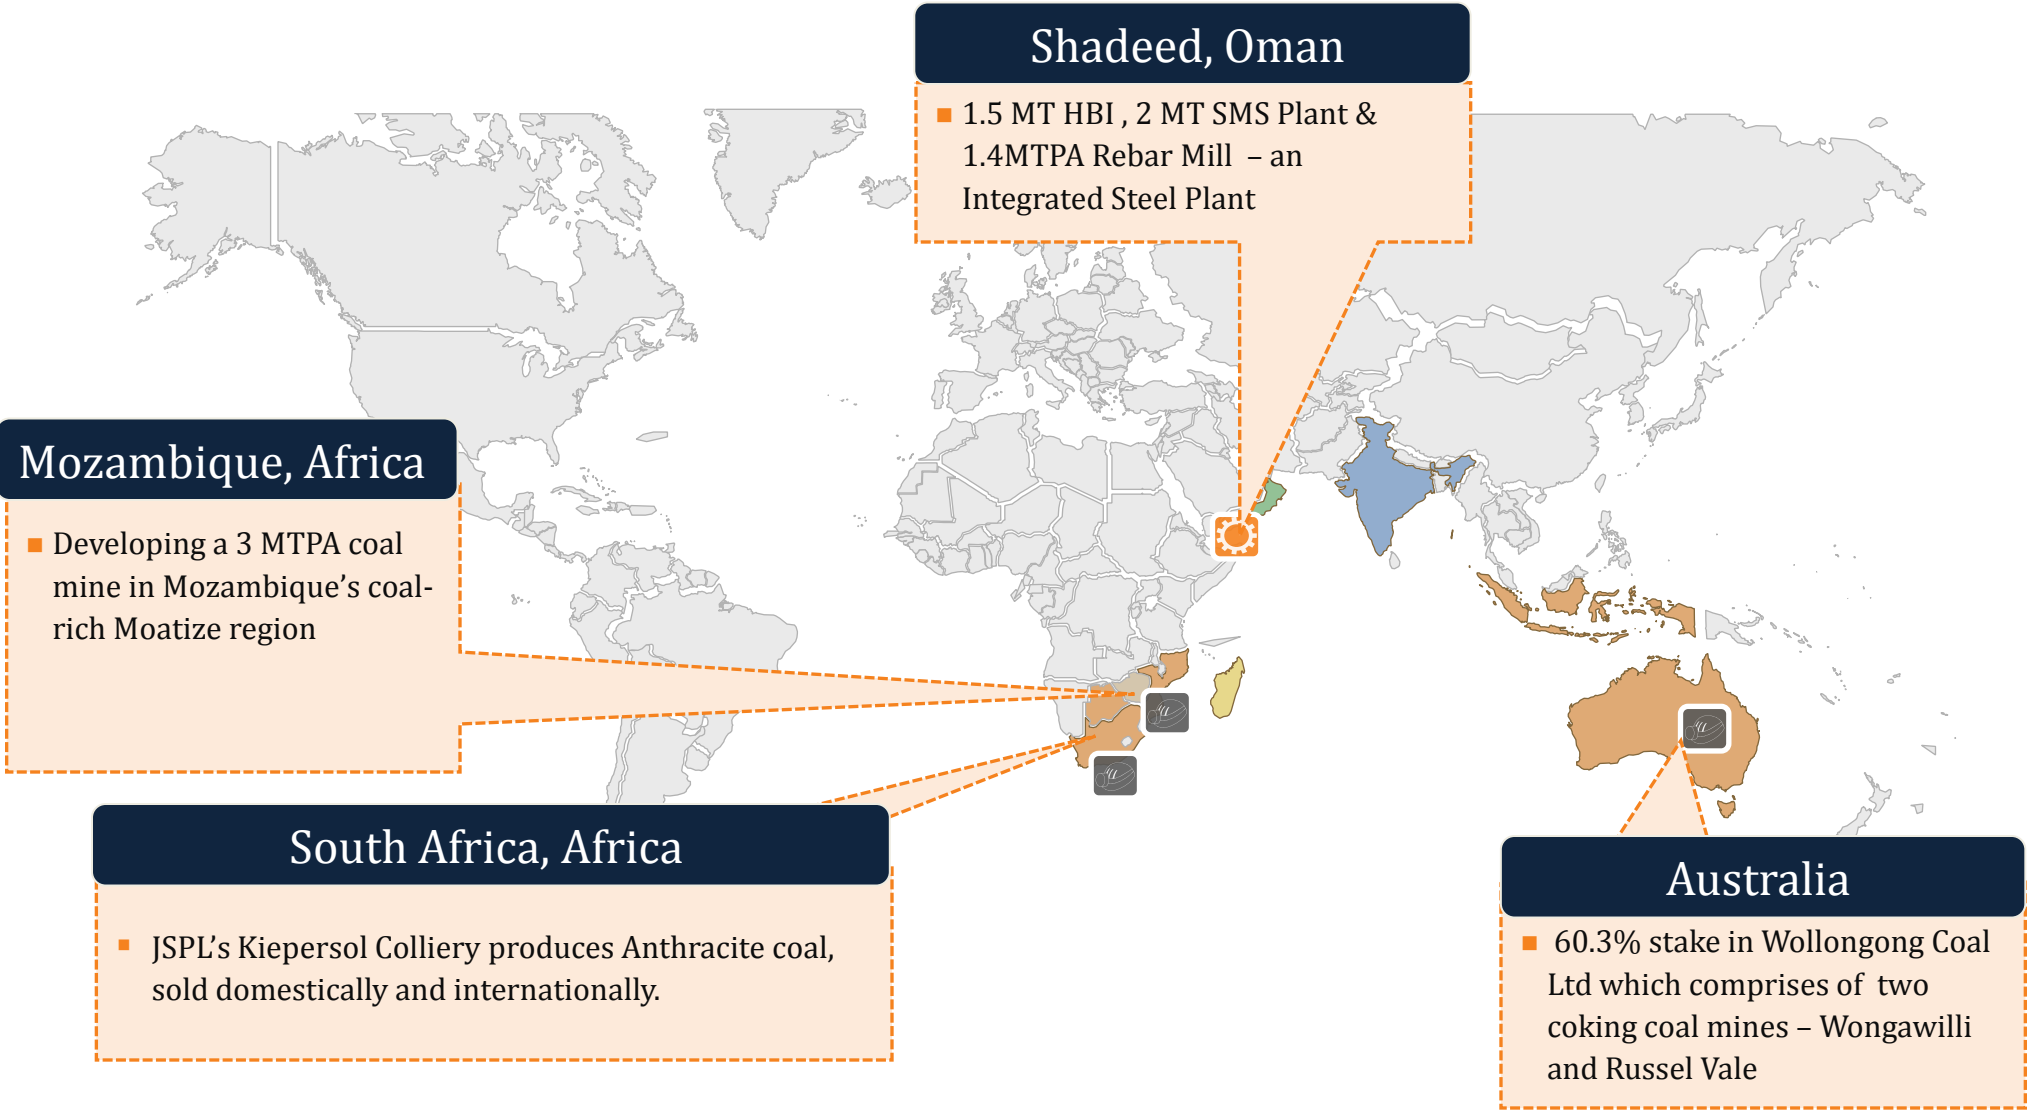 Shadeed, Oman
■ 1.5 MT HBI , 2 MT SMS Plant &
1.4MTPA Rebar Mill – an
Integrated Steel Plant
Mozambique, Africa
■ Developing a 3 MTPA coal
mine in Mozambique’s coal-
rich Moatize region
South Africa, Africa
■ JSPL’s Kiepersol Colliery produces Anthracite coal,
sold domestically and internationally.
Australia
■ 60.3% stake in Wollongong Coal
Ltd which comprises of two
coking coal mines – Wongawilli
and Russel Vale